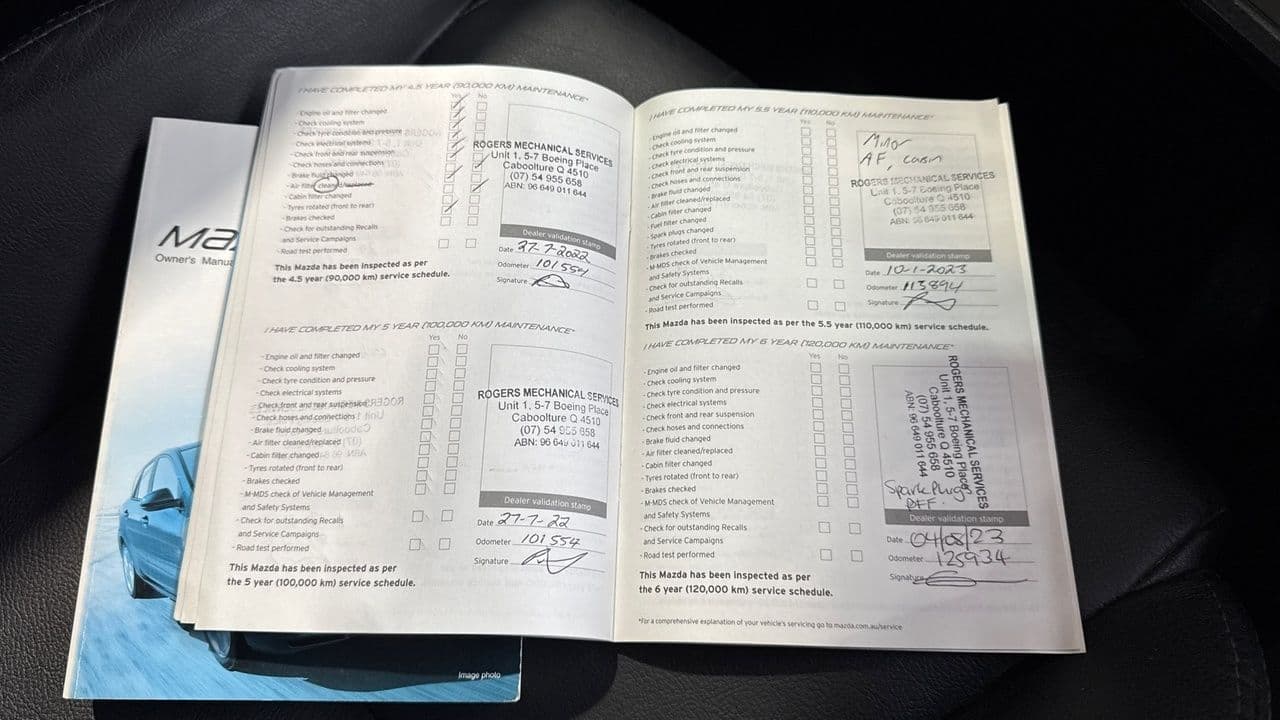 Ma
Owner's Manua
Image photo
I HAVE COMPLETED MY 4.5 YEAR (90,000 KM) MAINTENANCE*
Yes No
- Engine oil and filter changed
- Check cooling system
- Check tyre condition and pressure
- Check electrical systems
- Check front and rear suspension
- Check hoses and connections
- Brake fluid changed
- Air filter cleaned/replaced
- Cabin filter changed
- Tyres rotated (front to rear)
- Brakes checked
- Check for outstanding Recalls
and Service Campaigns
- Road test performed
This Mazda has been inspected as per
the 4.5 year (90,000 km) service schedule.
ROGERS MECHANICAL SERVICES
Unit 1, 5-7 Boeing Place
Caboolture Q 4510
(07) 54 955 658
ABN: 96 649 011 644
Dealer validation stamp
Date 27-7-2022
Odometer 101554
Signature
I HAVE COMPLETED MY 5 YEAR (100,000 KM) MAINTENANCE*
Yes No
- Engine oil and filter changed
- Check cooling system
- Check tyre condition and pressure
- Check electrical systems
- Check front and rear suspension
- Check hoses and connections
- Brake fluid changed
- Air filter cleaned/replaced
- Cabin filter changed
- Tyres rotated (front to rear)
- Brakes checked
- M-MDS check of Vehicle Management
and Safety Systems
- Check for outstanding Recalls
and Service Campaigns
- Road test performed
This Mazda has been inspected as per
the 5 year (100,000 km) service schedule.
ROGERS MECHANICAL SERVICES
Unit 1, 5-7 Boeing Place
Caboolture Q 4510
(07) 54 955 658
ABN: 96 649 011 644
Dealer validation stamp
Date 27-7-22
Odometer 101554
Signature
I HAVE COMPLETED MY 5.5 YEAR (110,000 KM) MAINTENANCE*
Yes No
- Engine oil and filter changed
- Check cooling system
- Check tyre condition and pressure
- Check electrical systems
- Check front and rear suspension
- Check hoses and connections
- Brake fluid changed
- Air filter cleaned/replaced
- Cabin filter changed
- Fuel filter changed
- Spark plugs changed
- Tyres rotated (front to rear)
- Brakes checked
- M-MDS check of Vehicle Management
and Safety Systems
- Check for outstanding Recalls
and Service Campaigns
- Road test performed
This Mazda has been inspected as per the 5.5 year (110,000 km) service schedule.
AF, cabin
ROGERS MECHANICAL SERVICES
Unit 1, 5-7 Boeing Place
Caboolture Q 4510
(07) 54 955 658
ABN: 96 649 011 644
Dealer validation stamp
Date 10-1-2023
Odometer 113894
Signature
I HAVE COMPLETED MY 6 YEAR (120,000 KM) MAINTENANCE*
Yes No
- Engine oil and filter changed
- Check cooling system
- Check tyre condition and pressure
- Check electrical systems
- Check front and rear suspension
- Check hoses and connections
- Brake fluid changed
- Air filter cleaned/replaced
- Cabin filter changed
- Tyres rotated (front to rear)
- Brakes checked
- M-MDS check of Vehicle Management
and Safety Systems
- Check for outstanding Recalls
and Service Campaigns
- Road test performed
This Mazda has been inspected as per
the 6 year (120,000 km) service schedule.
ROGERS MECHANICAL SERVICES
Unit 1, 5-7 Boeing Place
Caboolture Q 4510
(07) 54 955 658
ABN: 96 649 011 644
Spark Plugs
Dealer validation stamp
Date 04/08/23
Odometer 125934
Signature
*For a comprehensive explanation of your vehicle's servicing go to mazda.com.au/service